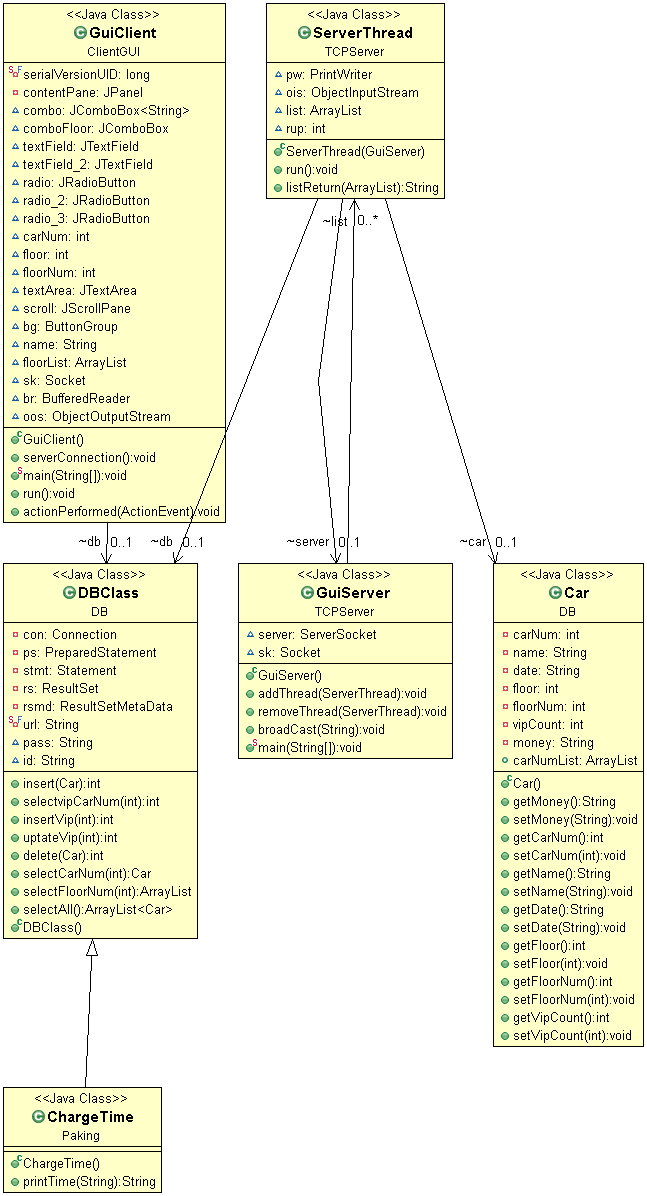 <<Java Class>>
GuiClient
ClientGUI
serialVersionUID: long
contentPane: JPanel
combo: JComboBox<String>
comboFloor: JComboBox
textField: JTextField
textField_2: JTextField
radio: JRadioButton
radio_2: JRadioButton
radio_3: JRadioButton
carNum: int
floor: int
floorNum: int
textArea: JTextArea
scroll: JScrollPane
bg: ButtonGroup
name: String
floorList: ArrayList
sk: Socket
br: BufferedReader
oos: ObjectOutputStream
GuiClient()
serverConnection():void
main(String[]):void
run():void
actionPerformed(ActionEvent):void
<<Java Class>>
ServerThread
TCPServer
pw: PrintWriter
ois: ObjectInputStream
list: ArrayList
rup: int
ServerThread(GuiServer)
run():void
listReturn(ArrayList):String
~list 0..*
~db 0..1
~db 0..1
~server 0..1
~car 0..1
<<Java Class>>
DBClass
DB
con: Connection
ps: PreparedStatement
stmt: Statement
rs: ResultSet
rsmd: ResultSetMetaData
url: String
pass: String
id: String
insert(Car):int
selectvipCarNum(int):int
insertVip(int):int
uptateVip(int):int
delete(Car):int
selectCarNum(int):Car
selectFloorNum(int):ArrayList
selectAll():ArrayList<Car>
DBClass()
<<Java Class>>
GuiServer
TCPServer
server: ServerSocket
sk: Socket
GuiServer()
addThread(ServerThread):void
removeThread(ServerThread):void
broadCast(String):void
main(String[]):void
<<Java Class>>
Car
DB
carNum: int
name: String
date: String
floor: int
floorNum: int
vipCount: int
money: String
carNumList: ArrayList
Car()
getMoney():String
setMoney(String):void
getCarNum():int
setCarNum(int):void
getName():String
setName(String):void
getDate():String
setDate(String):void
getFloor():int
setFloor(int):void
getFloorNum():int
setFloorNum(int):void
getVipCount():int
setVipCount(int):void
<<Java Class>>
ChargeTime
Paking
ChargeTime()
printTime(String):String